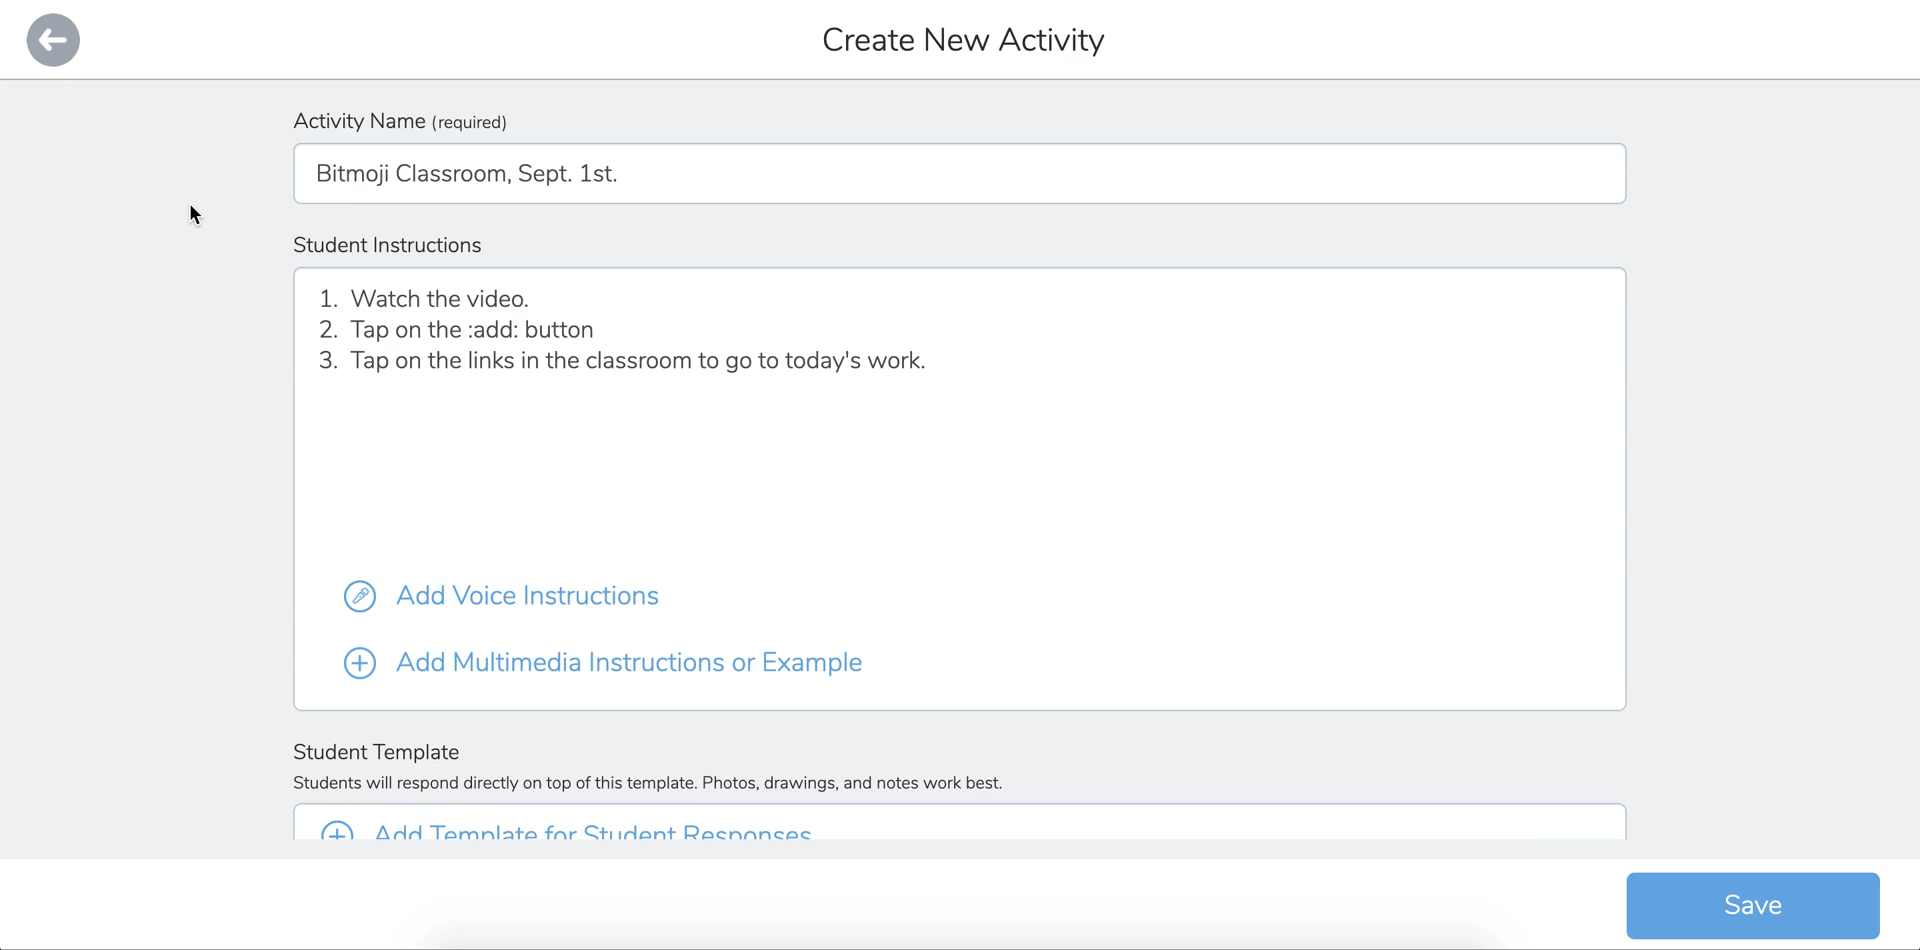 Create New Activity
Activity Name (required)
Bitmoji Classroom, Sept. 1st.
Student Instructions
1. Watch the video.
2. Tap on the :add: button
3. Tap on the links in the classroom to go to today's work.
Add Voice Instructions
Add Multimedia Instructions or Example
Student Template
Students will respond directly on top of this template. Photos, drawings, and notes work best.
Add Template for Student Responses
Save